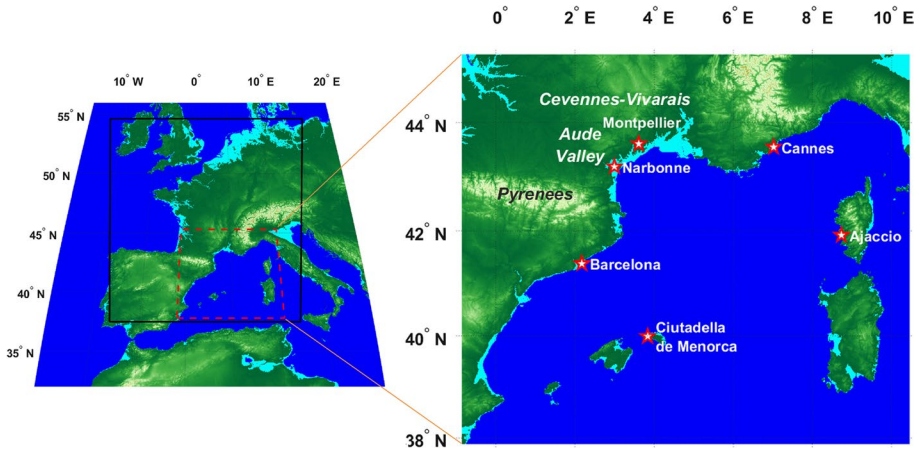 0° E
2° E
4° E
6° E
8° E
10° E
10° W
0°
10° E
20° E
55° N
50° N
45° N
40° N
35° N
44° N
42° N
40° N
38° N
Cevennes-Vivarais
Montpellier
Aude
Valley
Narbonne
Cannes
Pyrenees
Ajaccio
Barcelona
Ciutadella
de Menorca